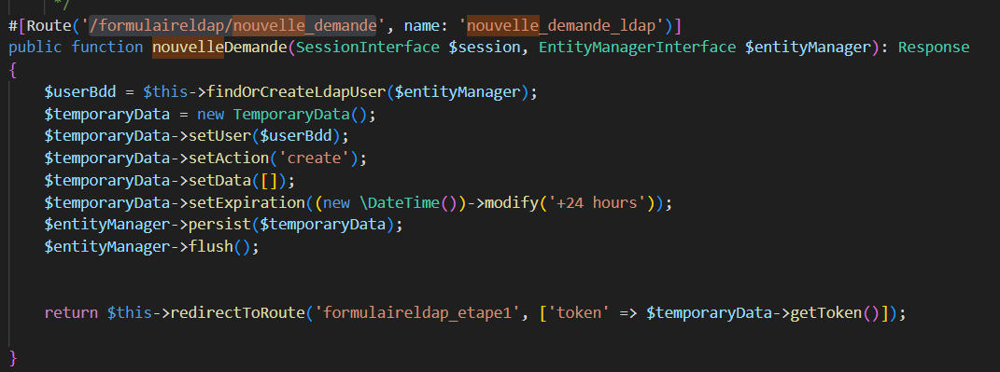 */
#[Route('/formulaireldap/nouvelle_demande', name: 'nouvelle_demande_ldap')]
public function nouvelleDemande(SessionInterface $session, EntityManagerInterface $entityManager): Response
{
    $userBdd = $this->findOrCreateLdapUser($entityManager);
    $temporaryData = new TemporaryData();
    $temporaryData->setUser($userBdd);
    $temporaryData->setAction('create');
    $temporaryData->setData([]);
    $temporaryData->setExpiration((new \DateTime())->modify('+24 hours'));
    $entityManager->persist($temporaryData);
    $entityManager->flush();
    return $this->redirectToRoute('formulaireldap_etape1', ['token' => $temporaryData->getToken()]);
}